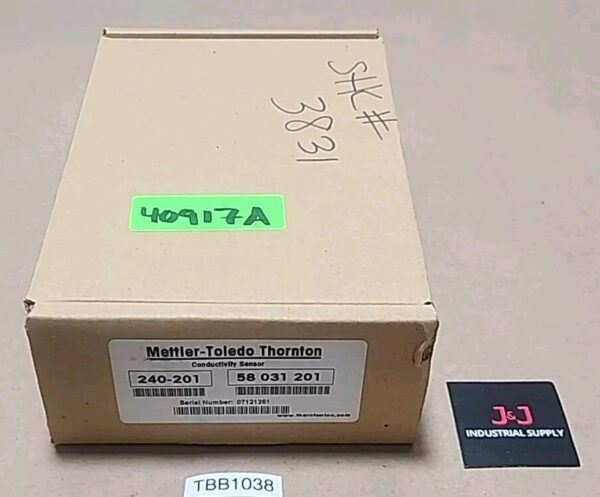 STK#
3831
40917A
Mettler-Toledo Thornton
Conductivity Sensor
240-201
58 031 201
Serial Number: 07121261
www.thorntoninc.com
J&J
INDUSTRIAL SUPPLY
TBB1038